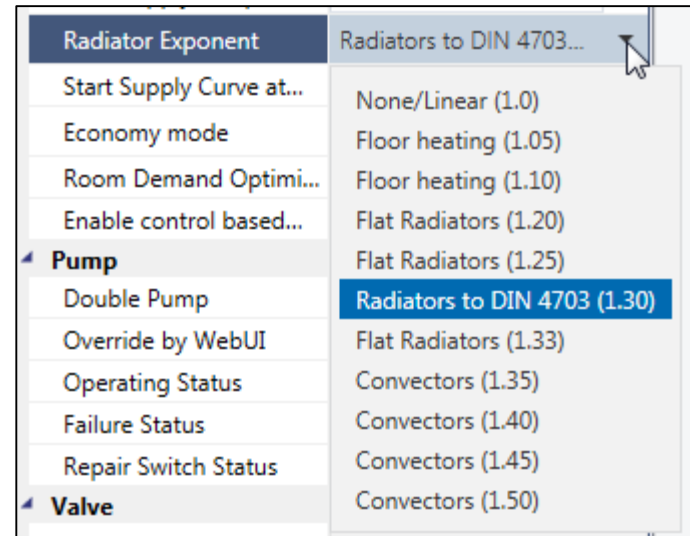 Radiator Exponent
Radiators to DIN 4703...
Start Supply Curve at...
Economy mode
Room Demand Optimi...
Enable control based...
Pump
Double Pump
Override by WebUI
Operating Status
Failure Status
Repair Switch Status
Valve
None/Linear (1.0)
Floor heating (1.05)
Floor heating (1.10)
Flat Radiators (1.20)
Flat Radiators (1.25)
Radiators to DIN 4703 (1.30)
Flat Radiators (1.33)
Convectors (1.35)
Convectors (1.40)
Convectors (1.45)
Convectors (1.50)